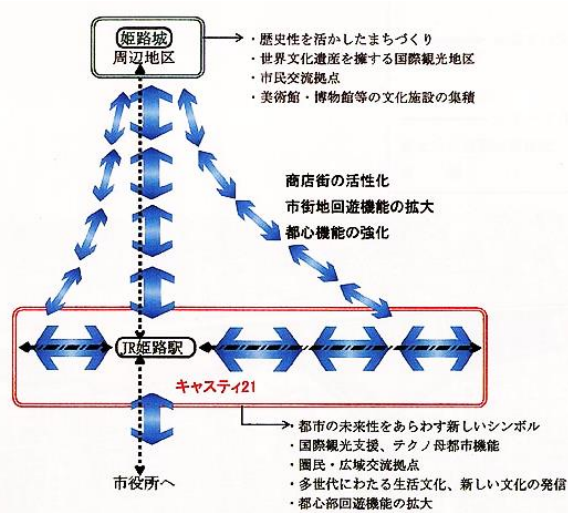 姫路城
周辺地区
・歴史性を活かしたまちづくり
・世界文化遺産を擁する国際観光地区
・市民交流拠点
・美術館・博物館等の文化施設の集積
商店街の活性化
市街地回遊機能の拡大
都心機能の強化
JR姫路駅
キャスティ21
・都市の未来性をあらわす新しいシンボル
・国際観光支援、テクノ母都市機能
・圏民・広域交流拠点
・多世代にわたる生活文化、新しい文化の発信
・都心部回遊機能の拡大
市役所へ